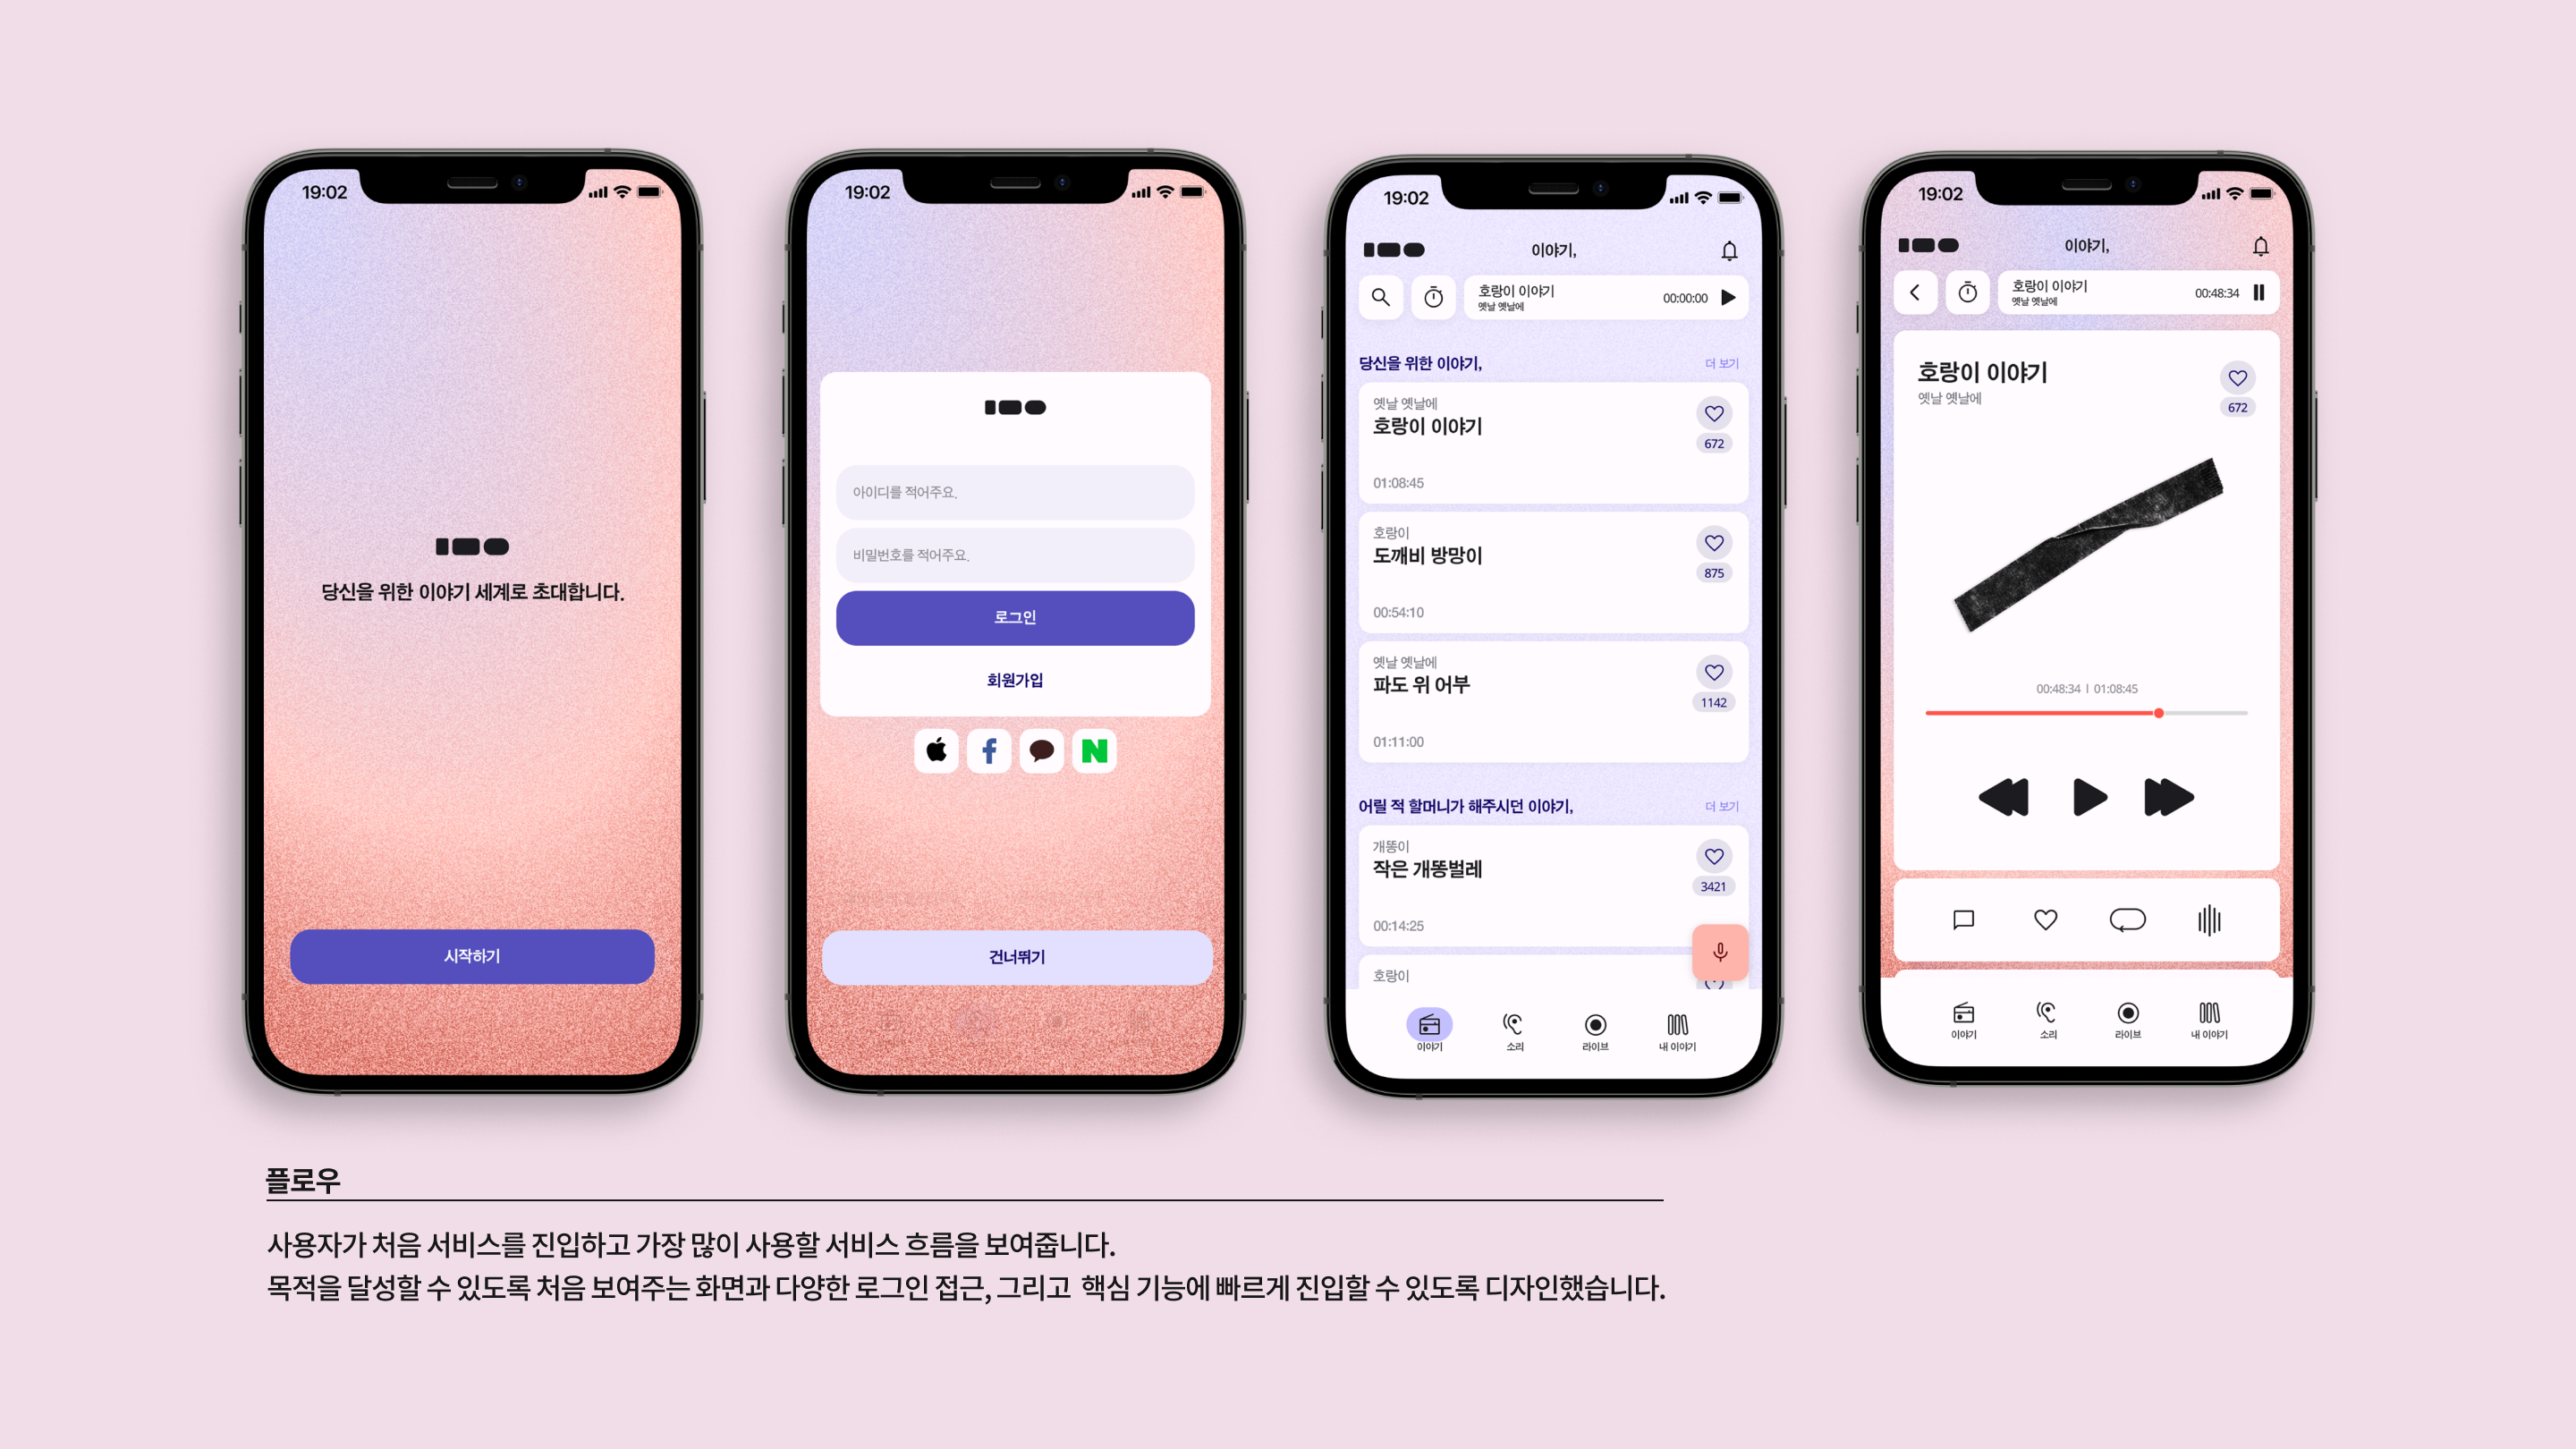 19:02
당신을 위한 이야기 세계로 초대합니다.
시작하기
19:02
아이디를 적어주요.
비밀번호를 적어주요.
로그인
회원가입
건너뛰기
19:02
이야기,
호랑이 이야기
옛날 옛날에
00:00:00
당신을 위한 이야기,
더 보기
옛날 옛날에
호랑이 이야기
672
01:08:45
호랑이
도깨비 방망이
875
00:54:10
옛날 옛날에
파도 위 어부
1142
01:11:00
어릴 적 할머니가 해주시던 이야기,
더 보기
개똥이
작은 개똥벌레
3421
00:14:25
호랑이
이야기
소리
라이브
내 이야기
19:02
이야기,
호랑이 이야기
옛날 옛날에
00:48:34
호랑이 이야기
옛날 옛날에
672
00:48:34 | 01:08:45
이야기
소리
라이브
내 이야기
플로우
사용자가 처음 서비스를 진입하고 가장 많이 사용할 서비스 흐름을 보여줍니다.
목적을 달성할 수 있도록 처음 보여주는 화면과 다양한 로그인 접근, 그리고 핵심 기능에 빠르게 진입할 수 있도록 디자인했습니다.